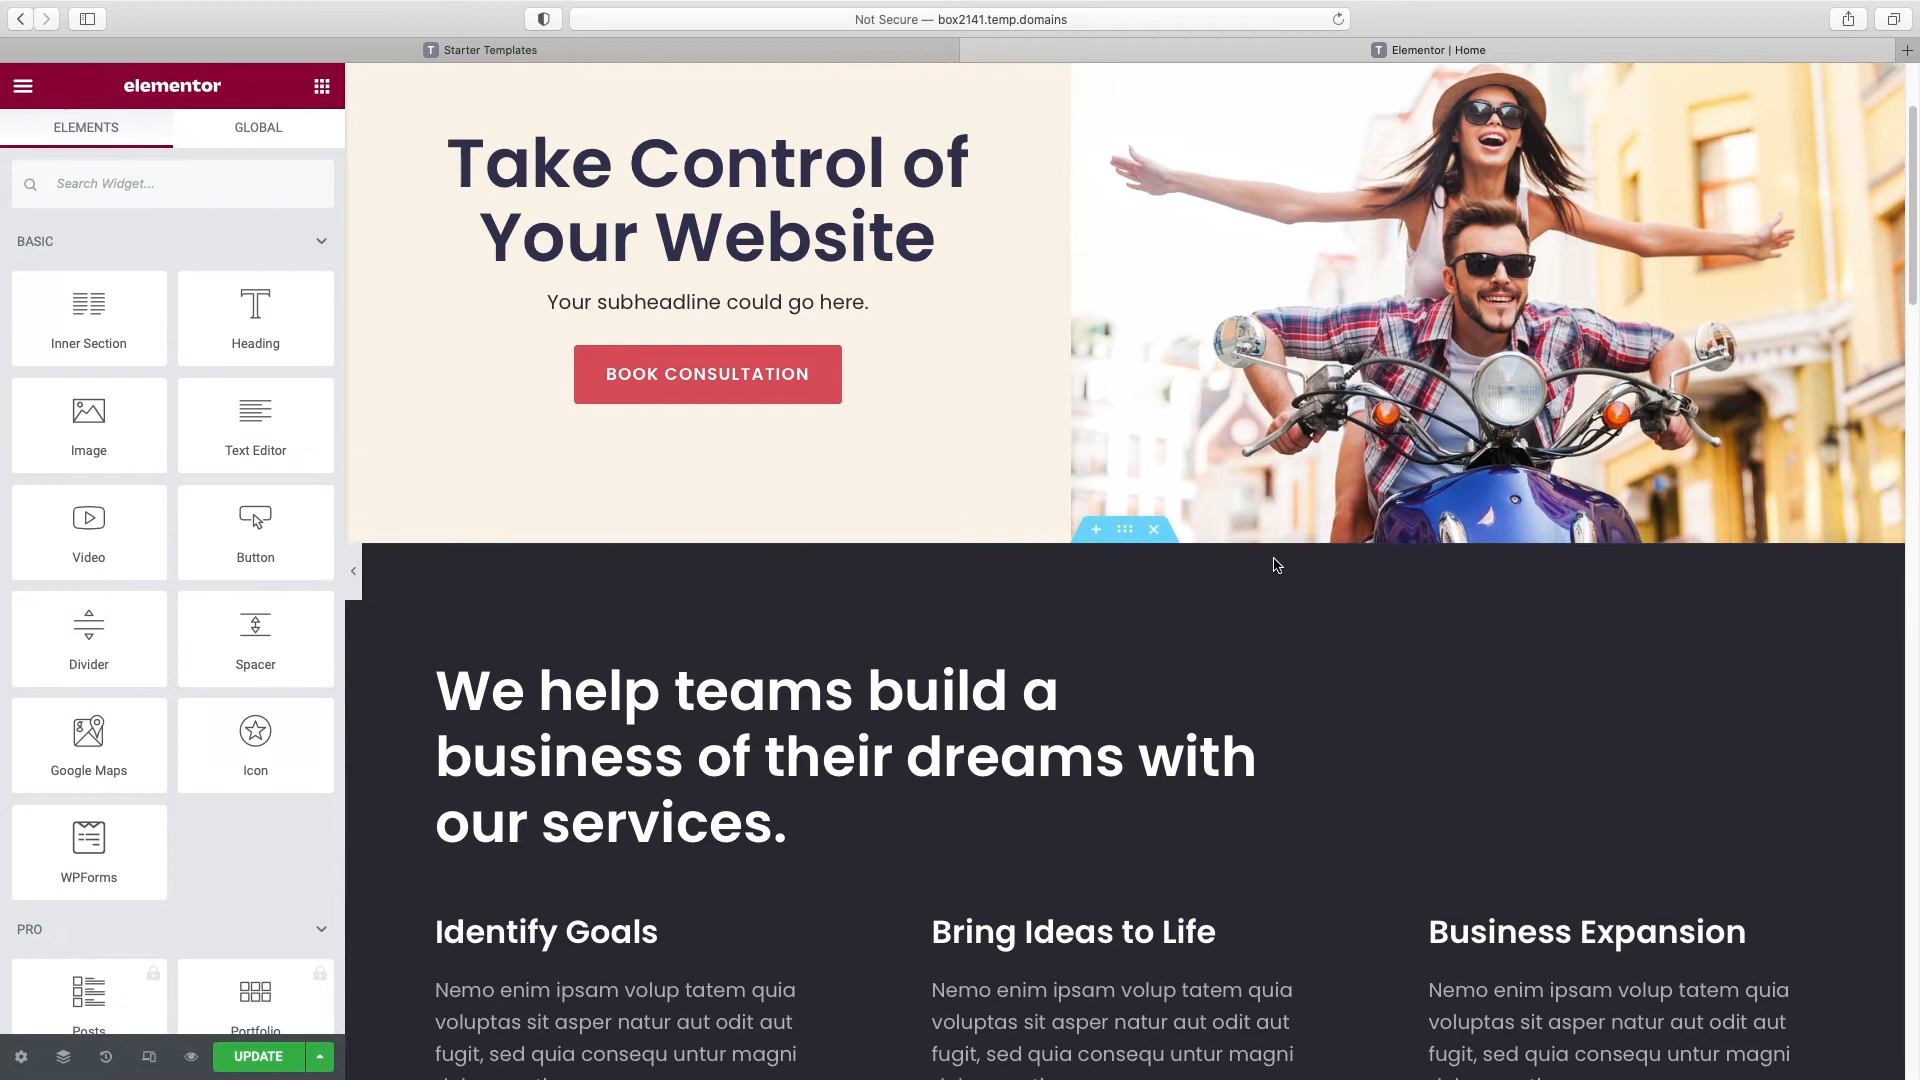 Not Secure — box2141.temp.domains
T Starter Templates
T Elementor | Home
elementor
ELEMENTS GLOBAL
Search Widget...
BASIC
Inner Section
Heading
Image
Text Editor
Video
Button
Divider
Spacer
Google Maps
Icon
WPForms
PRO
Posts
Portfolio
UPDATE
Take Control of
Your Website
Your subheadline could go here.
BOOK CONSULTATION
We help teams build a
business of their dreams with
our services.
Identify Goals
Nemo enim ipsam volup tatem quia
voluptas sit asper natur aut odit aut
fugit, sed quia consequ untur magni
Bring Ideas to Life
Nemo enim ipsam volup tatem quia
voluptas sit asper natur aut odit aut
fugit, sed quia consequ untur magni
Business Expansion
Nemo enim ipsam volup tatem quia
voluptas sit asper natur aut odit aut
fugit, sed quia consequ untur magni